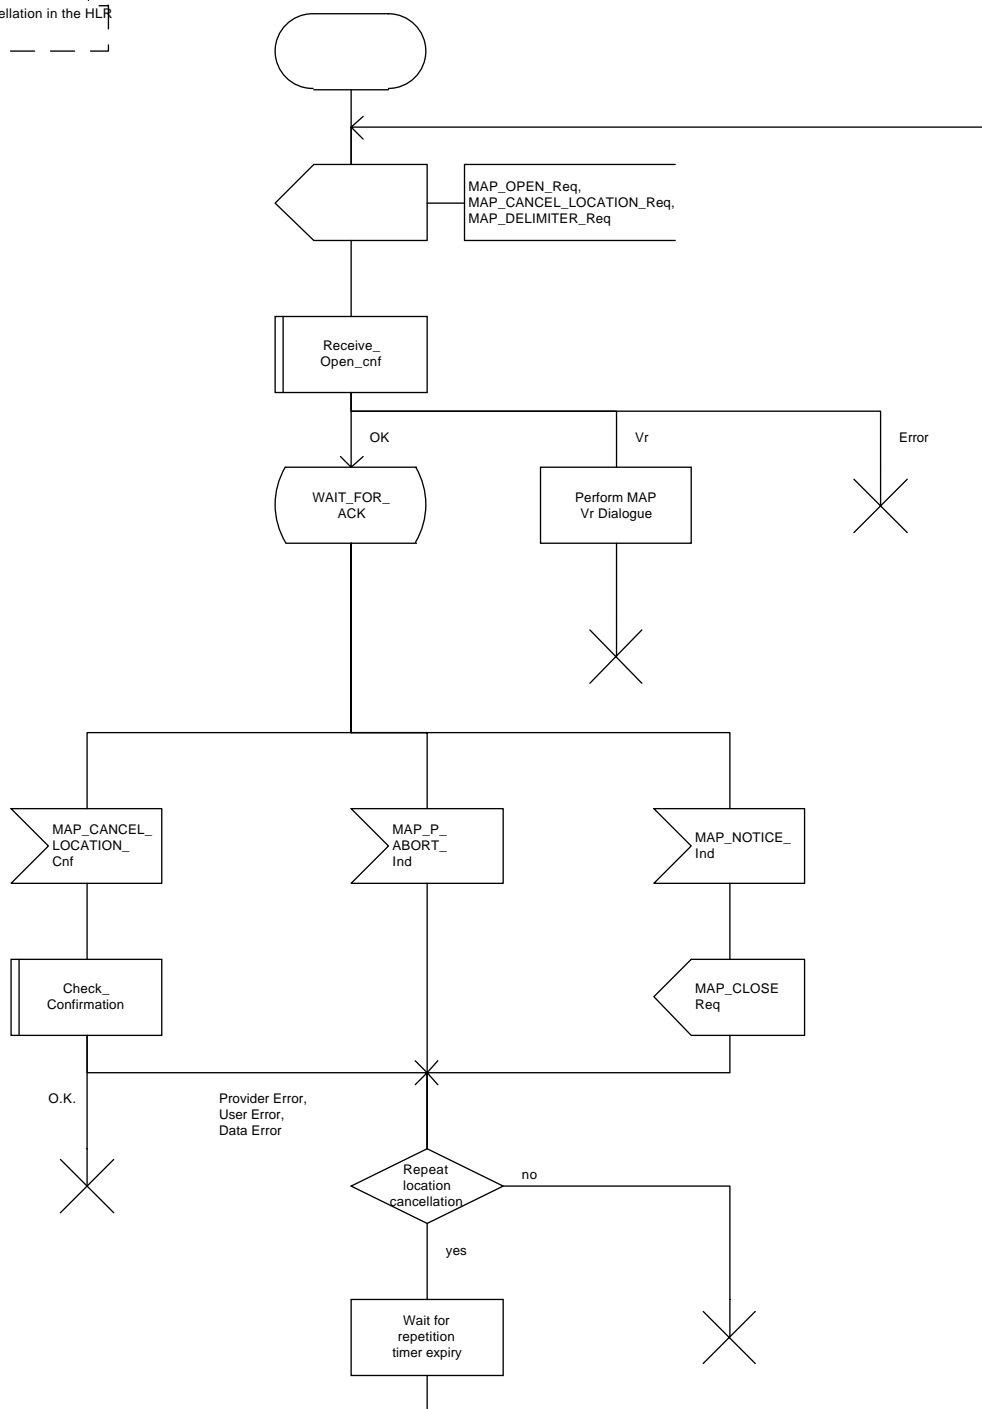 ellation in the HLR
MAP_OPEN_Req,
MAP_CANCEL_LOCATION_Req,
MAP_DELIMITER_Req
Receive_
Open_cnf
OK
Vr
Error
WAIT_FOR_
ACK
Perform MAP
Vr Dialogue
MAP_CANCEL_
LOCATION_
Cnf
MAP_P_
ABORT_
Ind
MAP_NOTICE_
Ind
Check_
Confirmation
MAP_CLOSE
Req
O.K.
Provider Error,
User Error,
Data Error
Repeat
location
cancellation
no
yes
Wait for
repetition
timer expiry